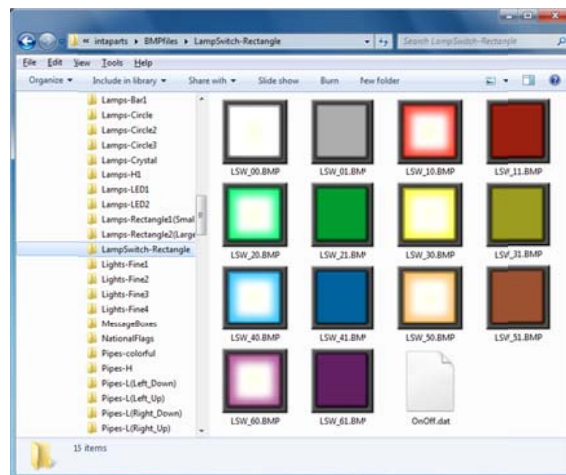 « intaparts ▸ BMPfiles ▸ LampSwitch-Rectangle
Search LampSwitch-Rectangle
File Edit View Tools Help
Organize Include in library Share with Slide show Burn New folder
Lamps-Bar1
Lamps-Circle
Lamps-Circle2
Lamps-Circle3
Lamps-Crystal
Lamps-H1
Lamps-LED1
Lamps-LED2
Lamps-Rectangle1(Smal
Lamps-Rectangle2(Large
LampSwitch-Rectangle
Lights-Fine1
Lights-Fine2
Lights-Fine3
Lights-Fine4
MessageBoxes
NationalFlags
Pipes-colorful
Pipes-H
Pipes-L(Left_Down)
Pipes-L(Left_Up)
Pipes-L(Right_Down)
Pipes-L(Right_Up)
LSW_00.BMP LSW_01.BMP LSW_10.BMP LSW_11.BMP
LSW_20.BMP LSW_21.BMP LSW_30.BMP LSW_31.BMP
LSW_40.BMP LSW_41.BMP LSW_50.BMP LSW_51.BMP
LSW_60.BMP LSW_61.BMP OnOff.dat
15 items